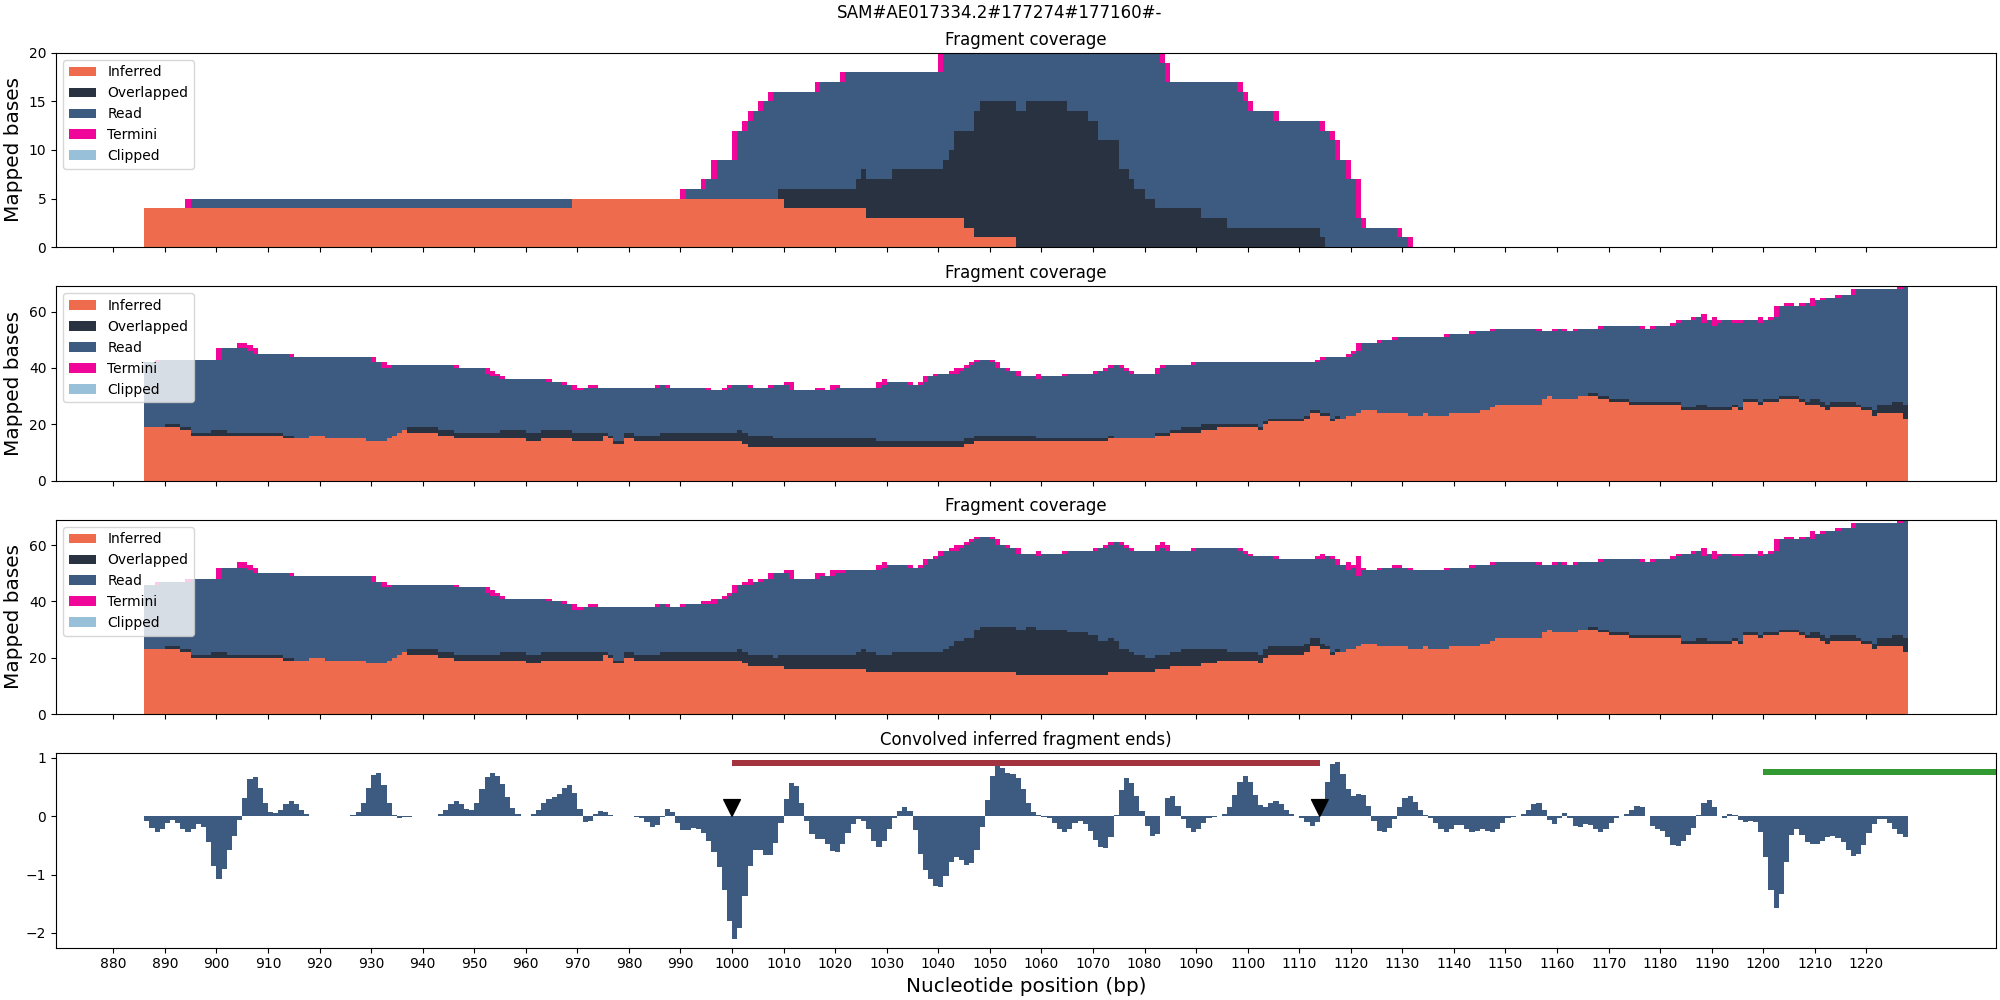 SAM#AE017334.2#177274#177160#-
Fragment coverage
Mapped bases
20
15
10
5
0
Inferred
Overlapped
Read
Termini
Clipped
Fragment coverage
Mapped bases
60
40
20
0
Inferred
Overlapped
Read
Termini
Clipped
Fragment coverage
Mapped bases
60
40
20
0
Inferred
Overlapped
Read
Termini
Clipped
Convolved inferred fragment ends)
1
0
−1
−2
880 890 900 910 920 930 940 950 960 970 980 990 1000 1010 1020 1030 1040 1050 1060 1070 1080 1090 1100 1110 1120 1130 1140 1150 1160 1170 1180 1190 1200 1210 1220
Nucleotide position (bp)